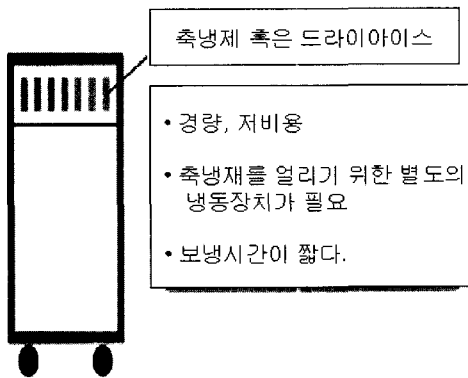 축냉제 혹은 드라이아이스
• 경량, 저비용
• 축냉재를 얼리기 위한 별도의
냉동장치가 필요
• 보냉시간이 짧다.